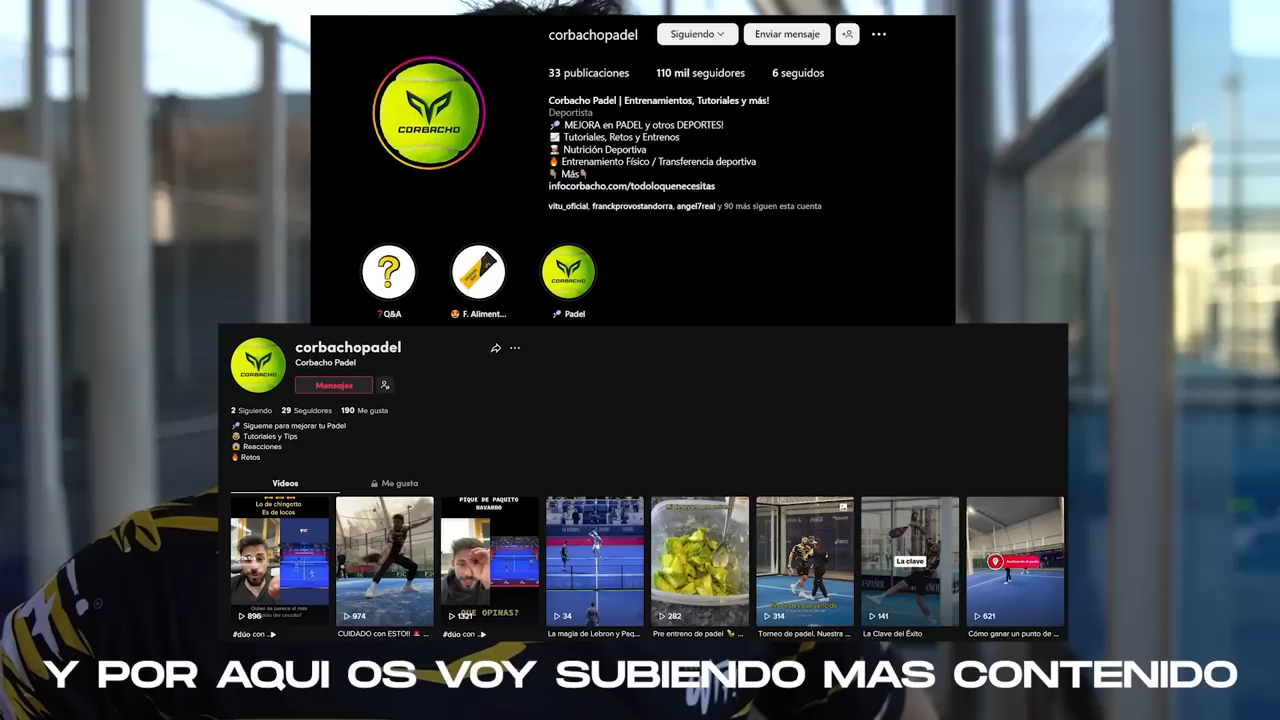 corbachopadel
Siguiendo
Enviar mensaje
33 publicaciones
110 mil seguidores
6 seguidos
Corbacho Padel | Entrenamientos, Tutoriales y más!
Deportista
MEJORA en PADEL y otros DEPORTES!
Tutoriales, Retos y Entrenos
Nutrición Deportiva
Entrenamiento Físico / Transferencia deportiva
Más
infocorbacho.com/todoloquenecesitas
vitu_oficial, franckprovostandorra, angel7real y 90 más siguen esta cuenta
CORBACHO
CORBACHO
Q&A
F. Aliment...
Padel
CORBACHO
corbachopadel
Corbacho Padel
Mensajes
2 Siguiendo
29 Seguidores
190 Me gusta
Sígueme para mejorar tu Padel
Tutoriales y Tips
Reacciones
Retos
Videos
Me gusta
Lo de chingotto
Es de locos
896
#dúo con ...
974
CUIDADO con ESTO!! ...
PIQUE DE PAQUITO
NAVARRO
QUE OPINAS?
1321
#dúo con ...
34
La magia de Lebron y Paq...
282
Pre entreno de padel ...
314
Torneo de padel. Nuestra ...
La clave
141
La Clave del Éxito
621
Cómo ganar un punto de ...
Y POR AQUI OS VOY SUBIENDO MAS CONTENIDO